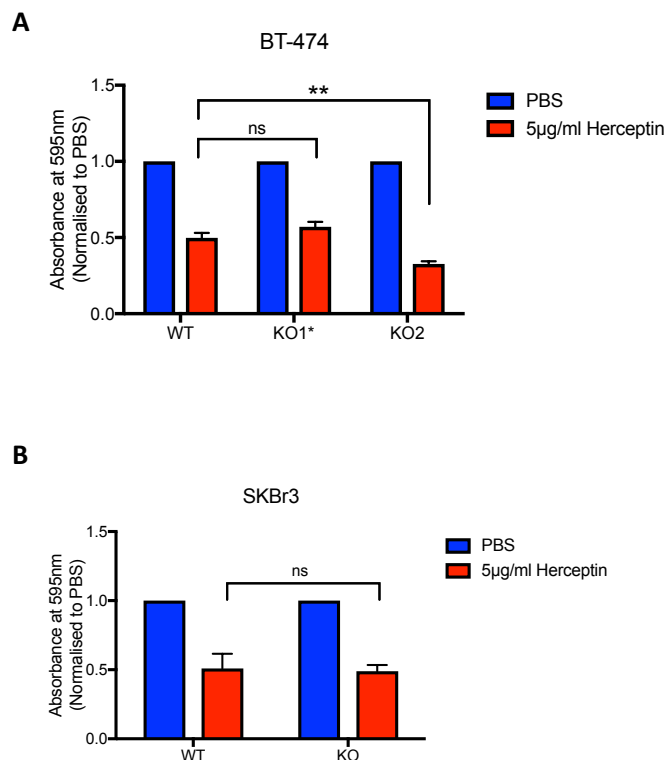 A
BT-474
1.5
1.0
0.5
0.0
Absorbance at 595nm
(Normalised to PBS)
**
ns
WT
KO1*
KO2
PBS
5µg/ml Herceptin
B
SKBr3
1.5
1.0
0.5
0.0
Absorbance at 595nm
(Normalised to PBS)
ns
WT
KO
PBS
5µg/ml Herceptin